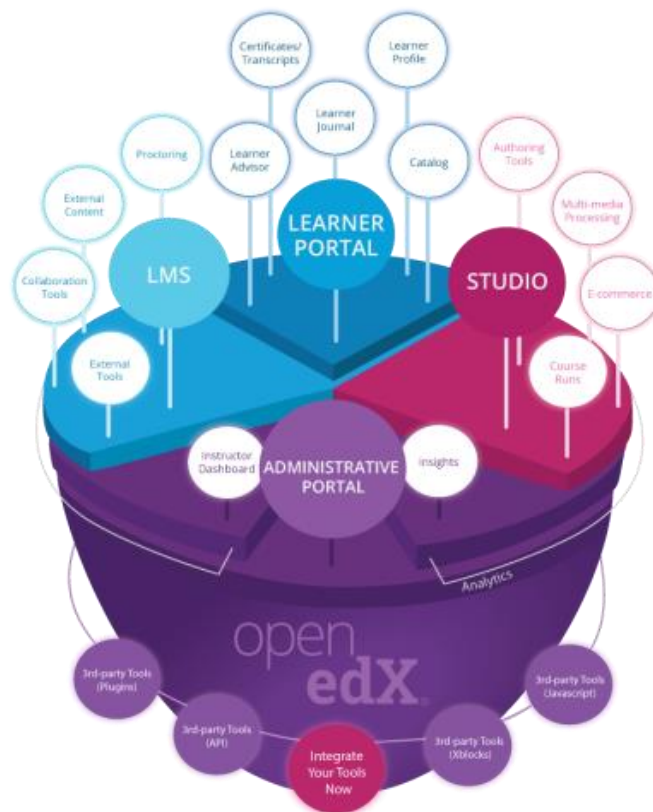 Certificates/
Transcripts
Learner
Profile
Learner
Journal
Proctoring
Learner
Advisor
Catalog
Authoring
Tools
External
Content
Multi-media
Processing
LEARNER
PORTAL
LMS
STUDIO
Collaboration
Tools
E-commerce
External
Tools
Course
Runs
Instructor
Dashboard
ADMINISTRATIVE
PORTAL
Insights
Analytics
open
edX®
3rd-party Tools
(Plugins)
3rd-party Tools
(Javascript)
3rd-party Tools
(API)
3rd-party Tools
(Xblocks)
Integrate
Your Tools
Now